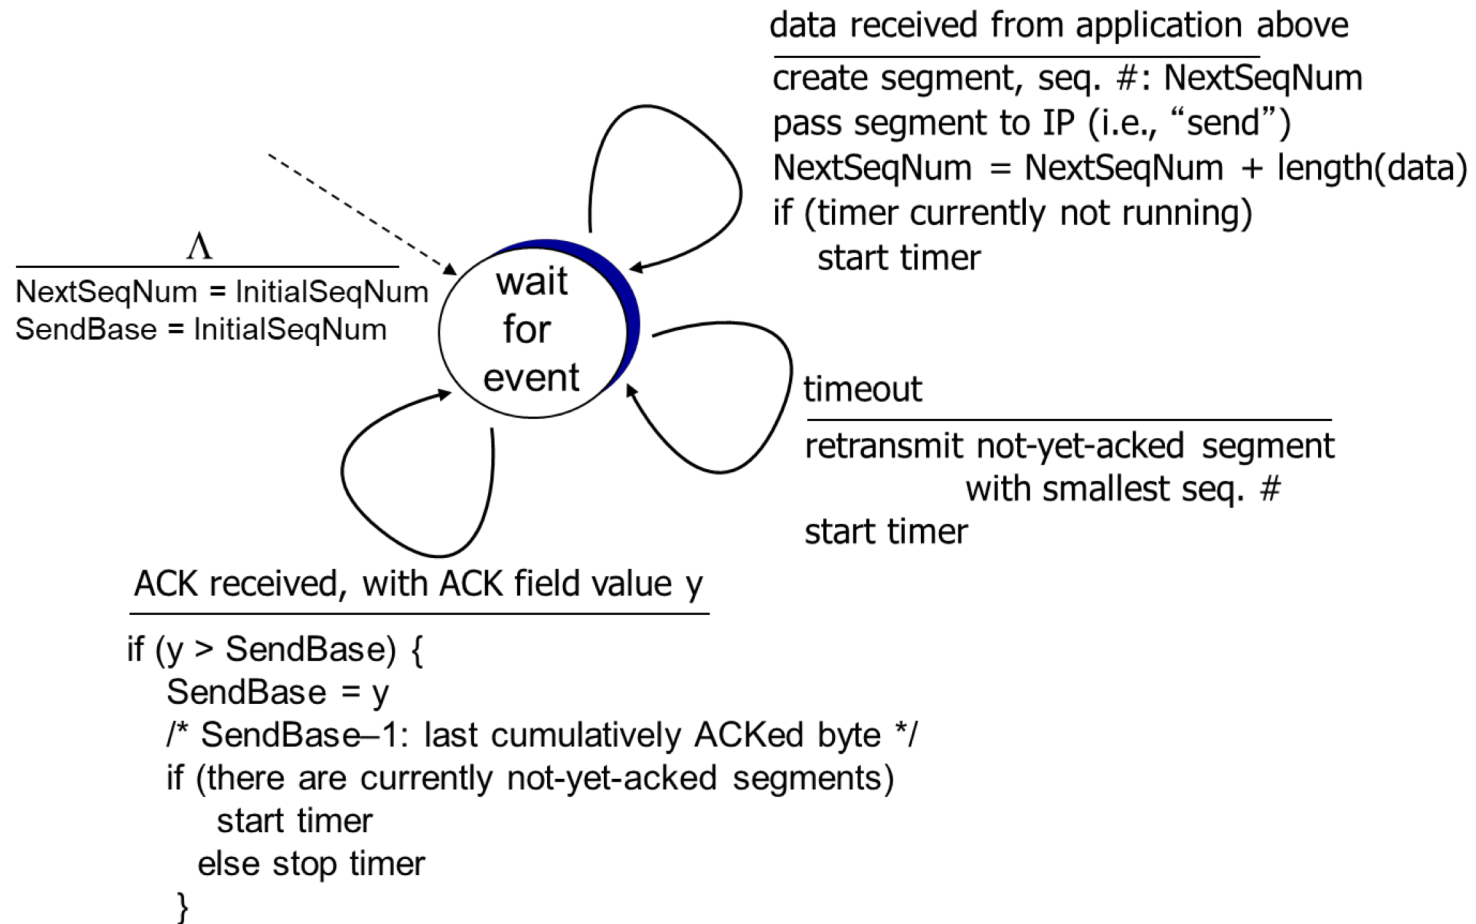 data received from application above
create segment, seq. #: NextSeqNum
pass segment to IP (i.e., “send”)
NextSeqNum = NextSeqNum + length(data)
if (timer currently not running)
start timer
Λ
NextSeqNum = InitialSeqNum
SendBase = InitialSeqNum
wait
for
event
timeout
retransmit not-yet-acked segment
with smallest seq. #
start timer
ACK received, with ACK field value y
if (y > SendBase) {
SendBase = y
/* SendBase–1: last cumulatively ACKed byte */
if (there are currently not-yet-acked segments)
start timer
else stop timer
}